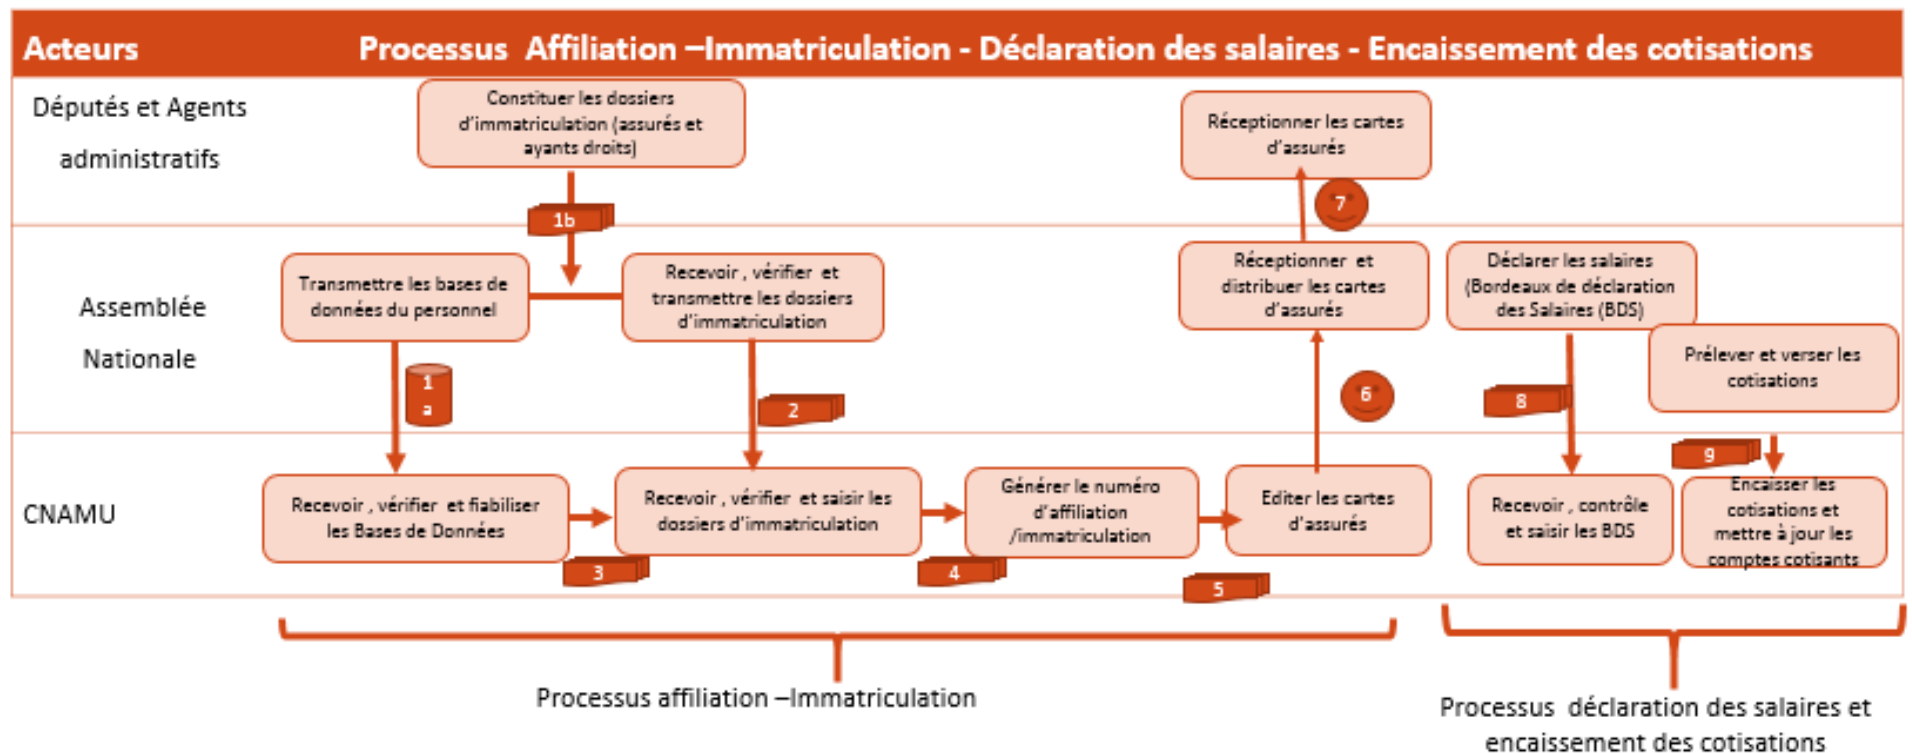 Acteurs
Processus Affiliation –Immatriculation - Déclaration des salaires - Encaissement des cotisations
Députés et Agents
administratifs
Constituer les dossiers
d'immatriculation (assurés et
ayants droits)
Réceptionner les cartes
d'assurés
1b
7
Assemblée
Nationale
Transmettre les bases de
données du personnel
Recevoir , vérifier et
transmettre les dossiers
d'immatriculation
Réceptionner et
distribuer les cartes
d'assurés
Déclarer les salaires
(Bordeaux de déclaration
des Salaires (BDS)
Prélever et verser les
cotisations
1
a
2
6
8
9
CNAMU
Recevoir , vérifier et fiabiliser
les Bases de Données
Recevoir , vérifier et saisir les
dossiers d'immatriculation
Générer le numéro
d'affiliation
/immatriculation
Editer les cartes
d'assurés
Recevoir , contrôle
et saisir les BDS
Encaisser les
cotisations et
mettre à jour les
comptes cotisants
3
4
5
Processus affiliation –Immatriculation
Processus déclaration des salaires et
encaissement des cotisations